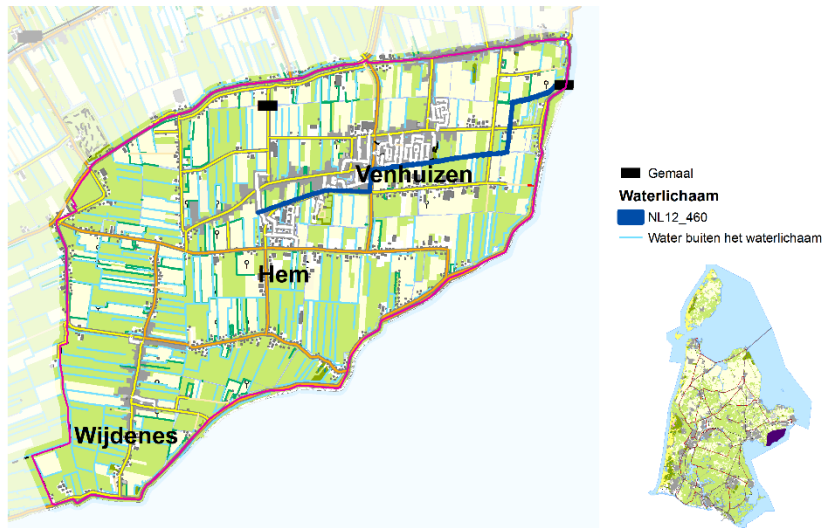 Venhuizen
Hem
Wijdenes
Gemaal
Waterlichaam
NL12_460
Water buiten het waterlichaam